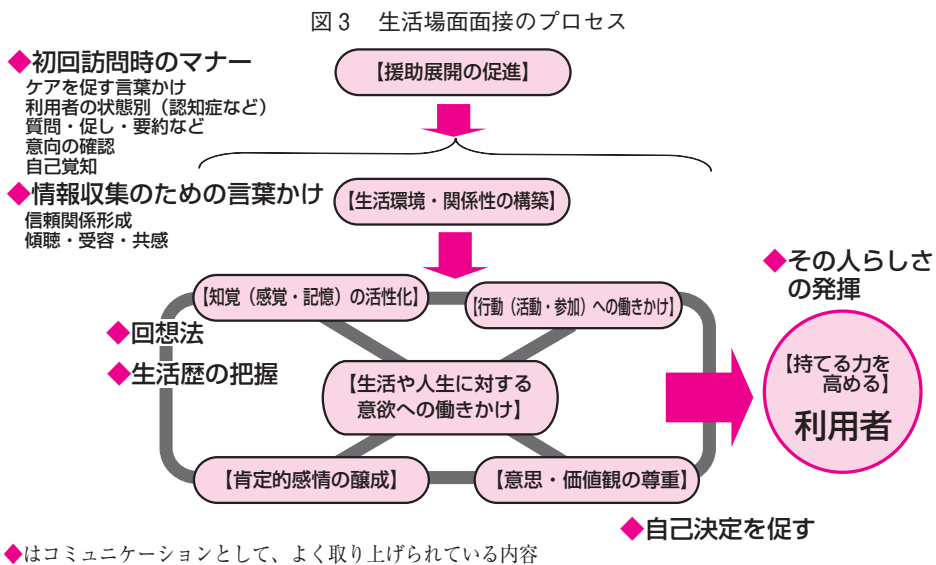 図3 生活場面面接のプロセス
◆初回訪問時のマナー
ケアを促す言葉かけ
利用者の状態別（認知症など）
質問・促し・要約など
意向の確認
自己覚知
【援助展開の促進】
◆情報収集のための言葉かけ
信頼関係形成
傾聴・受容・共感
【生活環境・関係性の構築】
【知覚（感覚・記憶）の活性化】
【行動（活動・参加）への働きかけ】
◆回想法
◆生活歴の把握
【生活や人生に対する
意欲への働きかけ】
【肯定的感情の醸成】
【意思・価値観の尊重】
◆その人らしさ
の発揮
【持てる力を
高める】
利用者
◆自己決定を促す
◆はコミュニケーションとして、よく取り上げられている内容